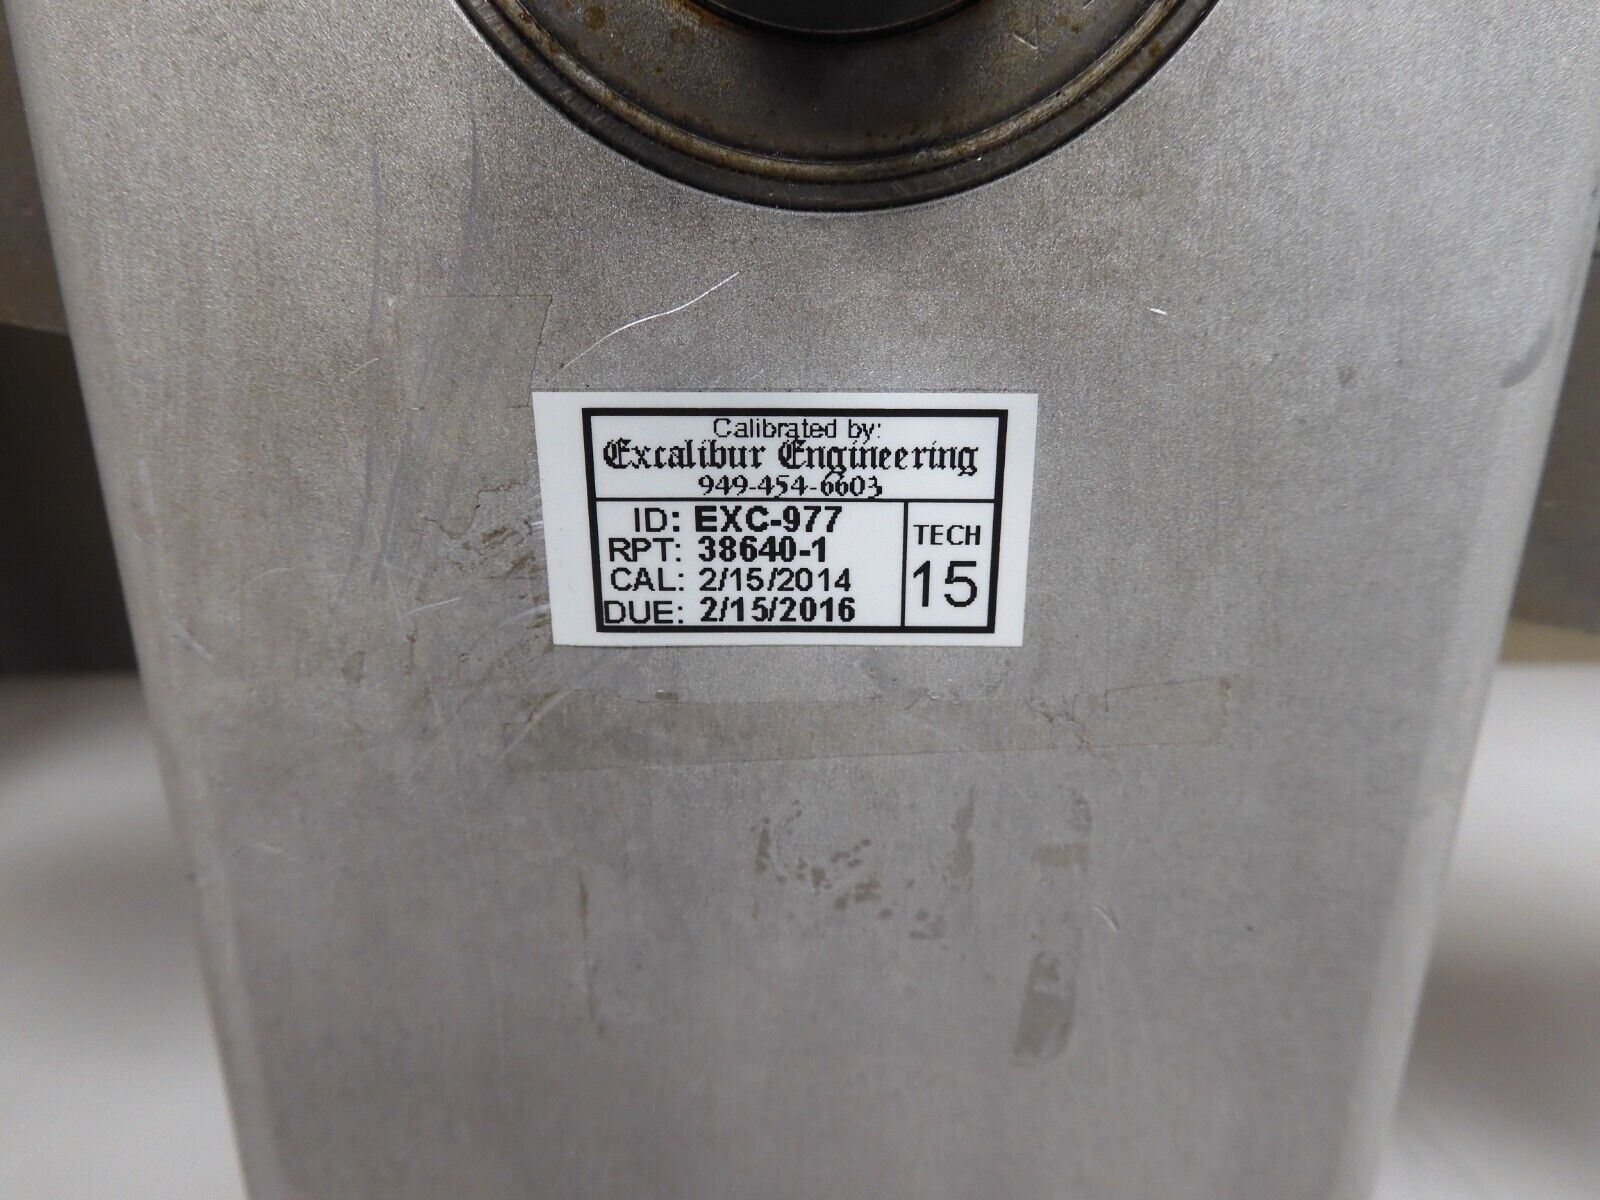 Calibrated by:
Excalibur Engineering
949-454-6603
ID: EXC-977
RPT: 38640-1
CAL: 2/15/2014
DUE: 2/15/2016
TECH
15